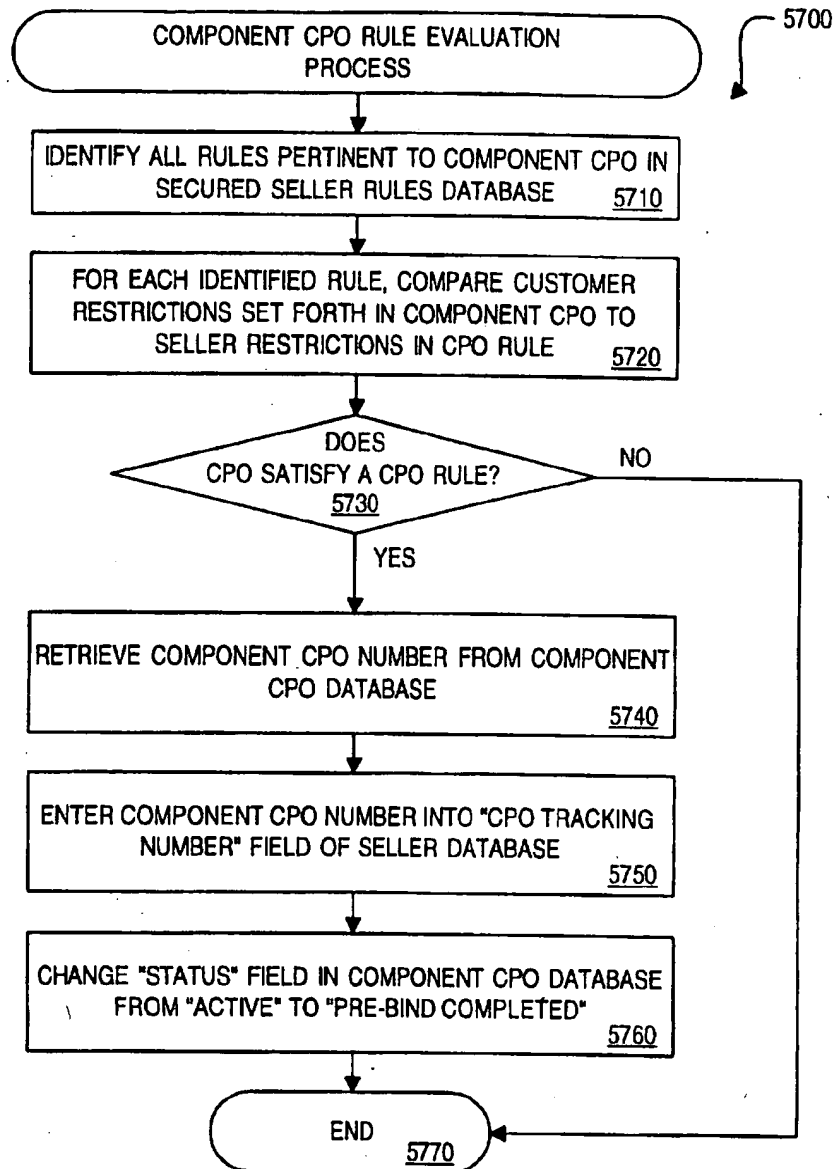 5700
COMPONENT CPO RULE EVALUATION
PROCESS
IDENTIFY ALL RULES PERTINENT TO COMPONENT CPO IN
SECURED SELLER RULES DATABASE 5710
FOR EACH IDENTIFIED RULE, COMPARE CUSTOMER
RESTRICTIONS SET FORTH IN COMPONENT CPO TO
SELLER RESTRICTIONS IN CPO RULE 5720
DOES
CPO SATISFY A CPO RULE?
5730
NO
YES
RETRIEVE COMPONENT CPO NUMBER FROM COMPONENT
CPO DATABASE
5740
ENTER COMPONENT CPO NUMBER INTO "CPO TRACKING
NUMBER" FIELD OF SELLER DATABASE
5750
CHANGE "STATUS" FIELD IN COMPONENT CPO DATABASE
FROM "ACTIVE" TO "PRE-BIND COMPLETED"
5760
END
5770